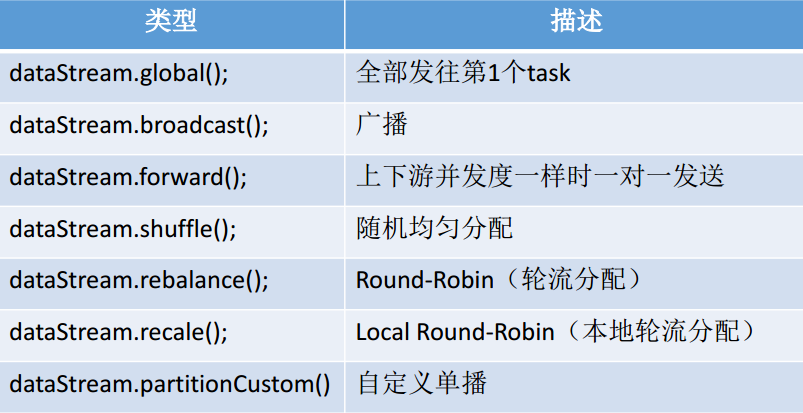 类型 描述
dataStream.global(); 全部发往第1个task
dataStream.broadcast(); 广播
dataStream.forward(); 上下游并发度一样时一对一发送
dataStream.shuffle(); 随机均匀分配
dataStream.rebalance(); Round-Robin（轮流分配）
dataStream.recale(); Local Round-Robin（本地轮流分配）
dataStream.partitionCustom() 自定义单播